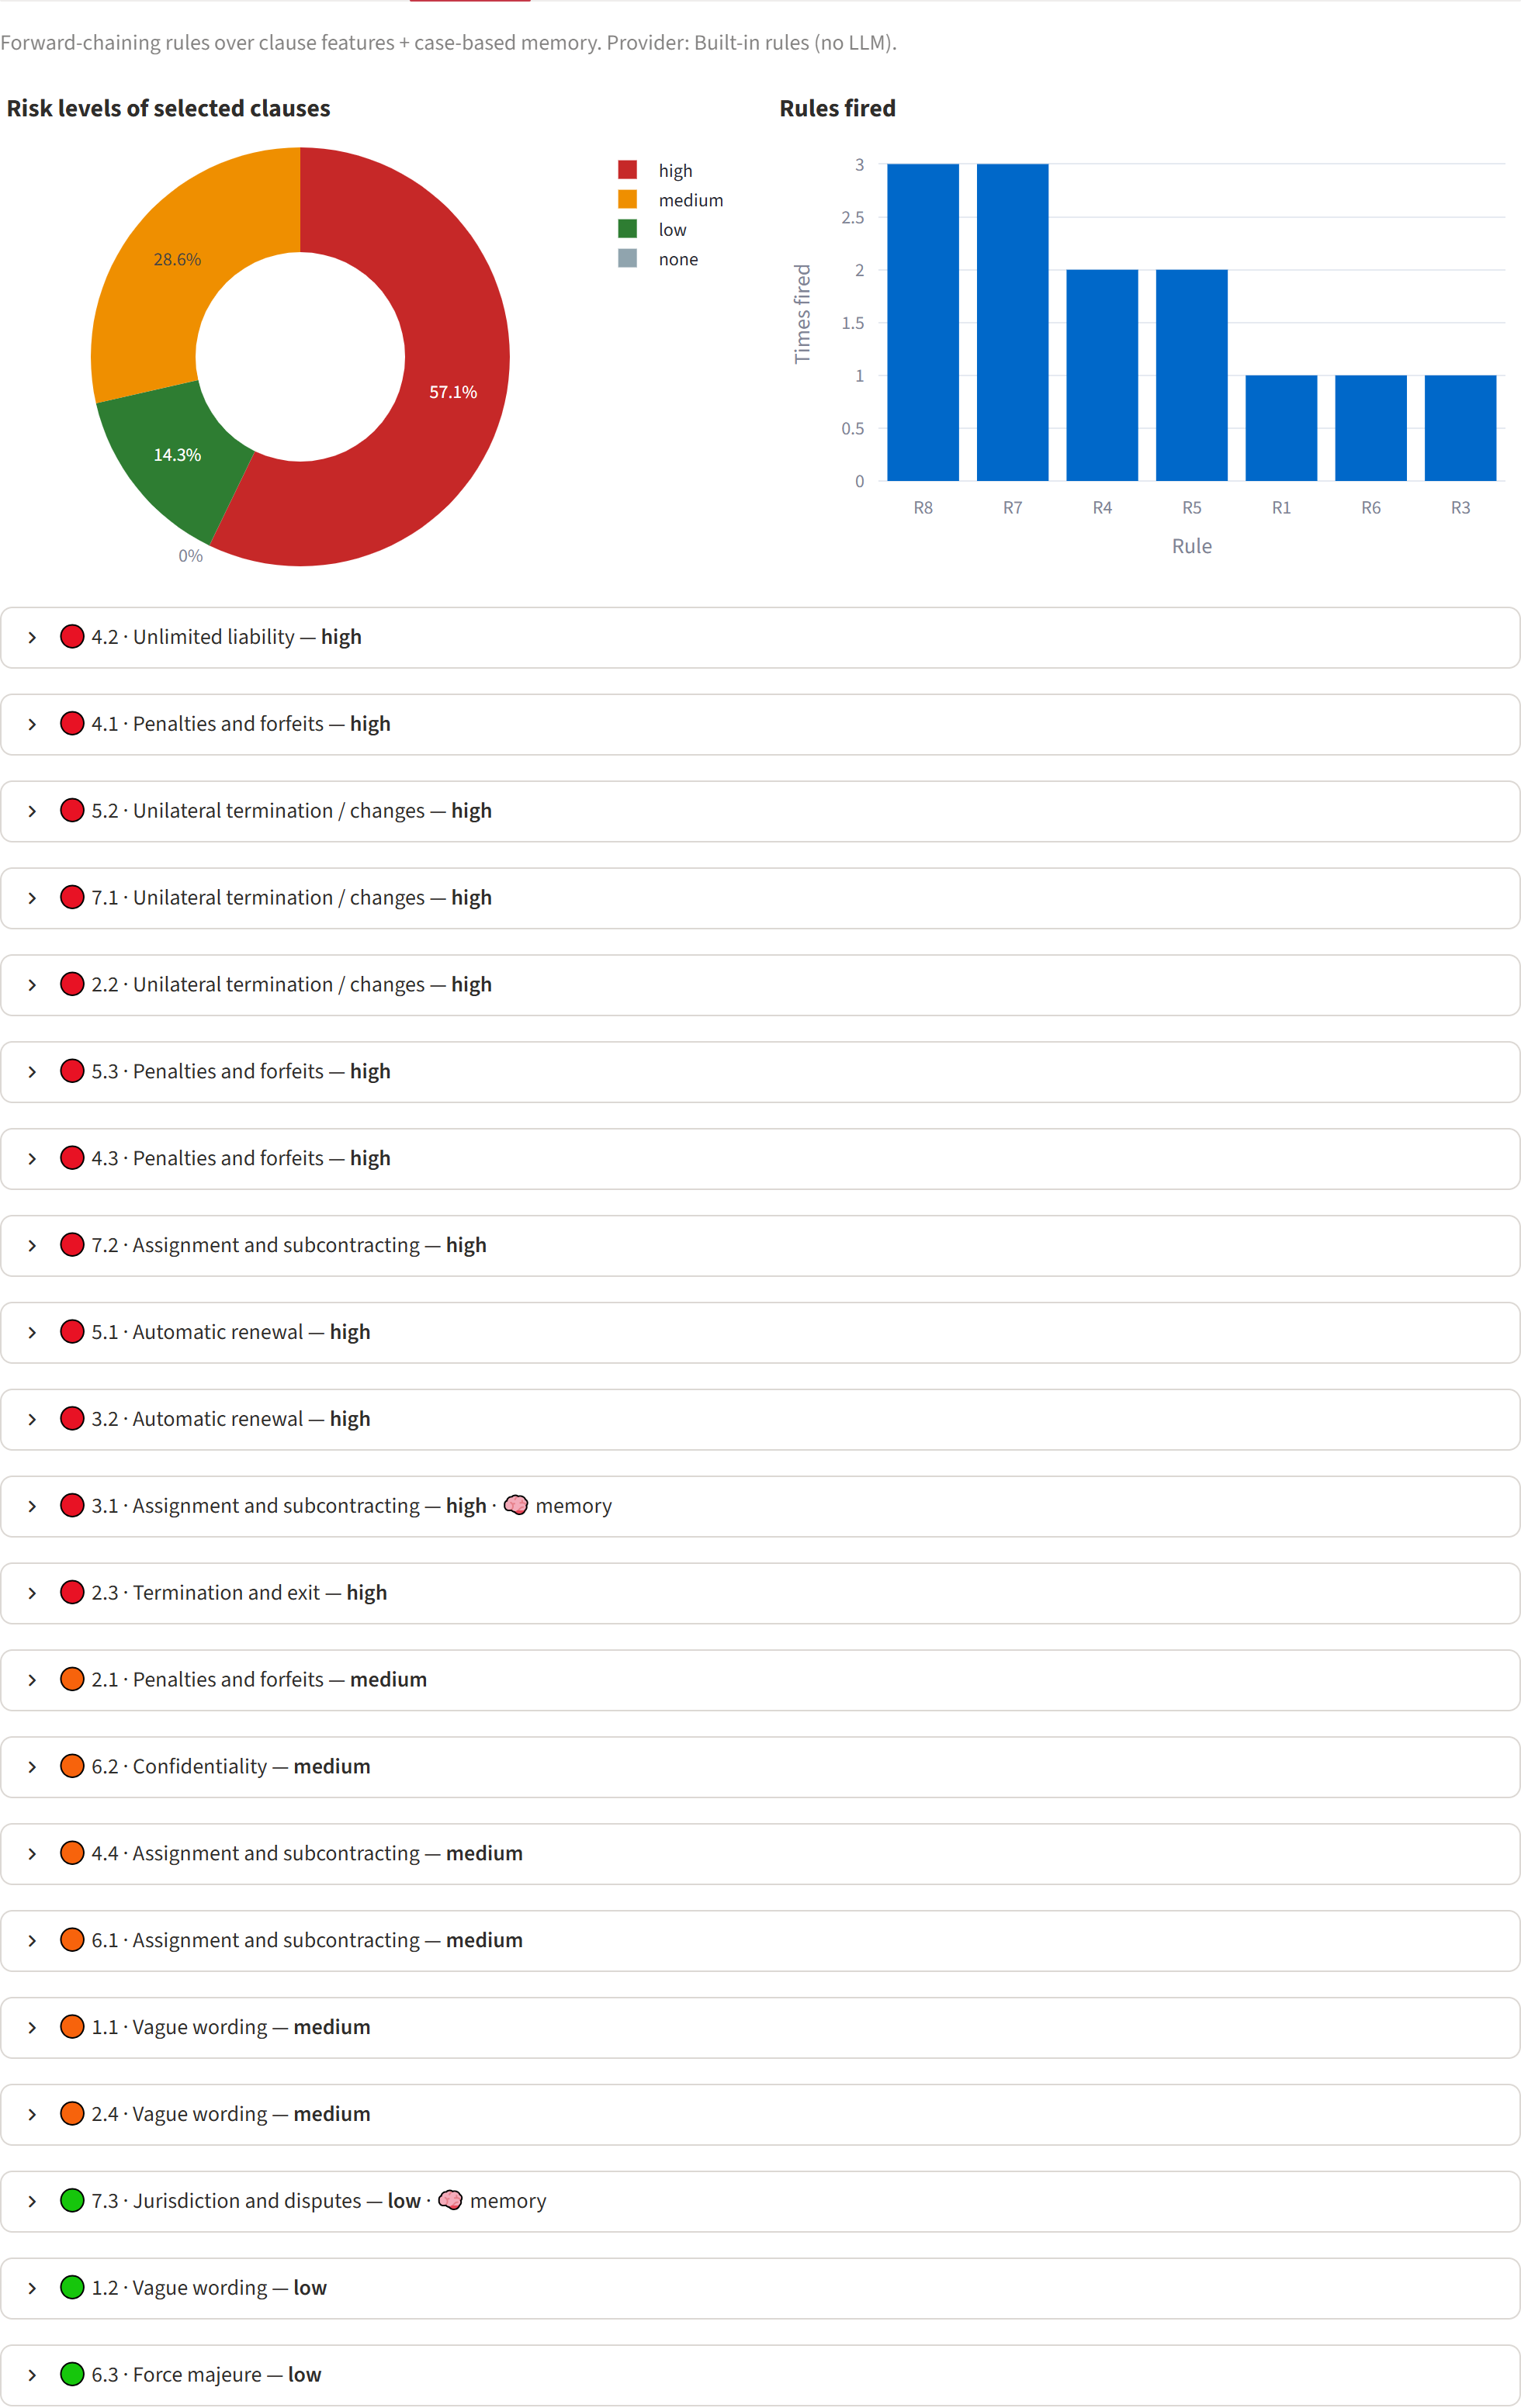 Forward-chaining rules over clause features + case-based memory. Provider: Built-in rules (no LLM).
Risk levels of selected clauses
high
medium
low
none
28.6%
57.1%
14.3%
0%
Rules fired
3
2.5
2
1.5
1
0.5
0
Times fired
R8 R7 R4 R5 R1 R6 R3
Rule
4.2 · Unlimited liability — high
4.1 · Penalties and forfeits — high
5.2 · Unilateral termination / changes — high
7.1 · Unilateral termination / changes — high
2.2 · Unilateral termination / changes — high
5.3 · Penalties and forfeits — high
4.3 · Penalties and forfeits — high
7.2 · Assignment and subcontracting — high
5.1 · Automatic renewal — high
3.2 · Automatic renewal — high
3.1 · Assignment and subcontracting — high · 🧠 memory
2.3 · Termination and exit — high
2.1 · Penalties and forfeits — medium
6.2 · Confidentiality — medium
4.4 · Assignment and subcontracting — medium
6.1 · Assignment and subcontracting — medium
1.1 · Vague wording — medium
2.4 · Vague wording — medium
7.3 · Jurisdiction and disputes — low · 🧠 memory
1.2 · Vague wording — low
6.3 · Force majeure — low